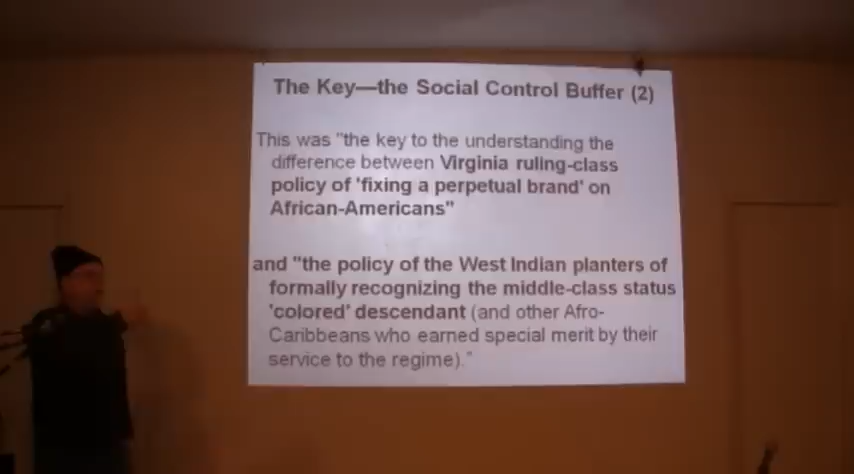 The Key—the Social Control Buffer (2)
This was "the key to the understanding the
difference between Virginia ruling-class
policy of 'fixing a perpetual brand' on
African-Americans"
and "the policy of the West Indian planters of
formally recognizing the middle-class status
'colored' descendant (and other Afro-
Caribbeans who earned special merit by their
service to the regime)."